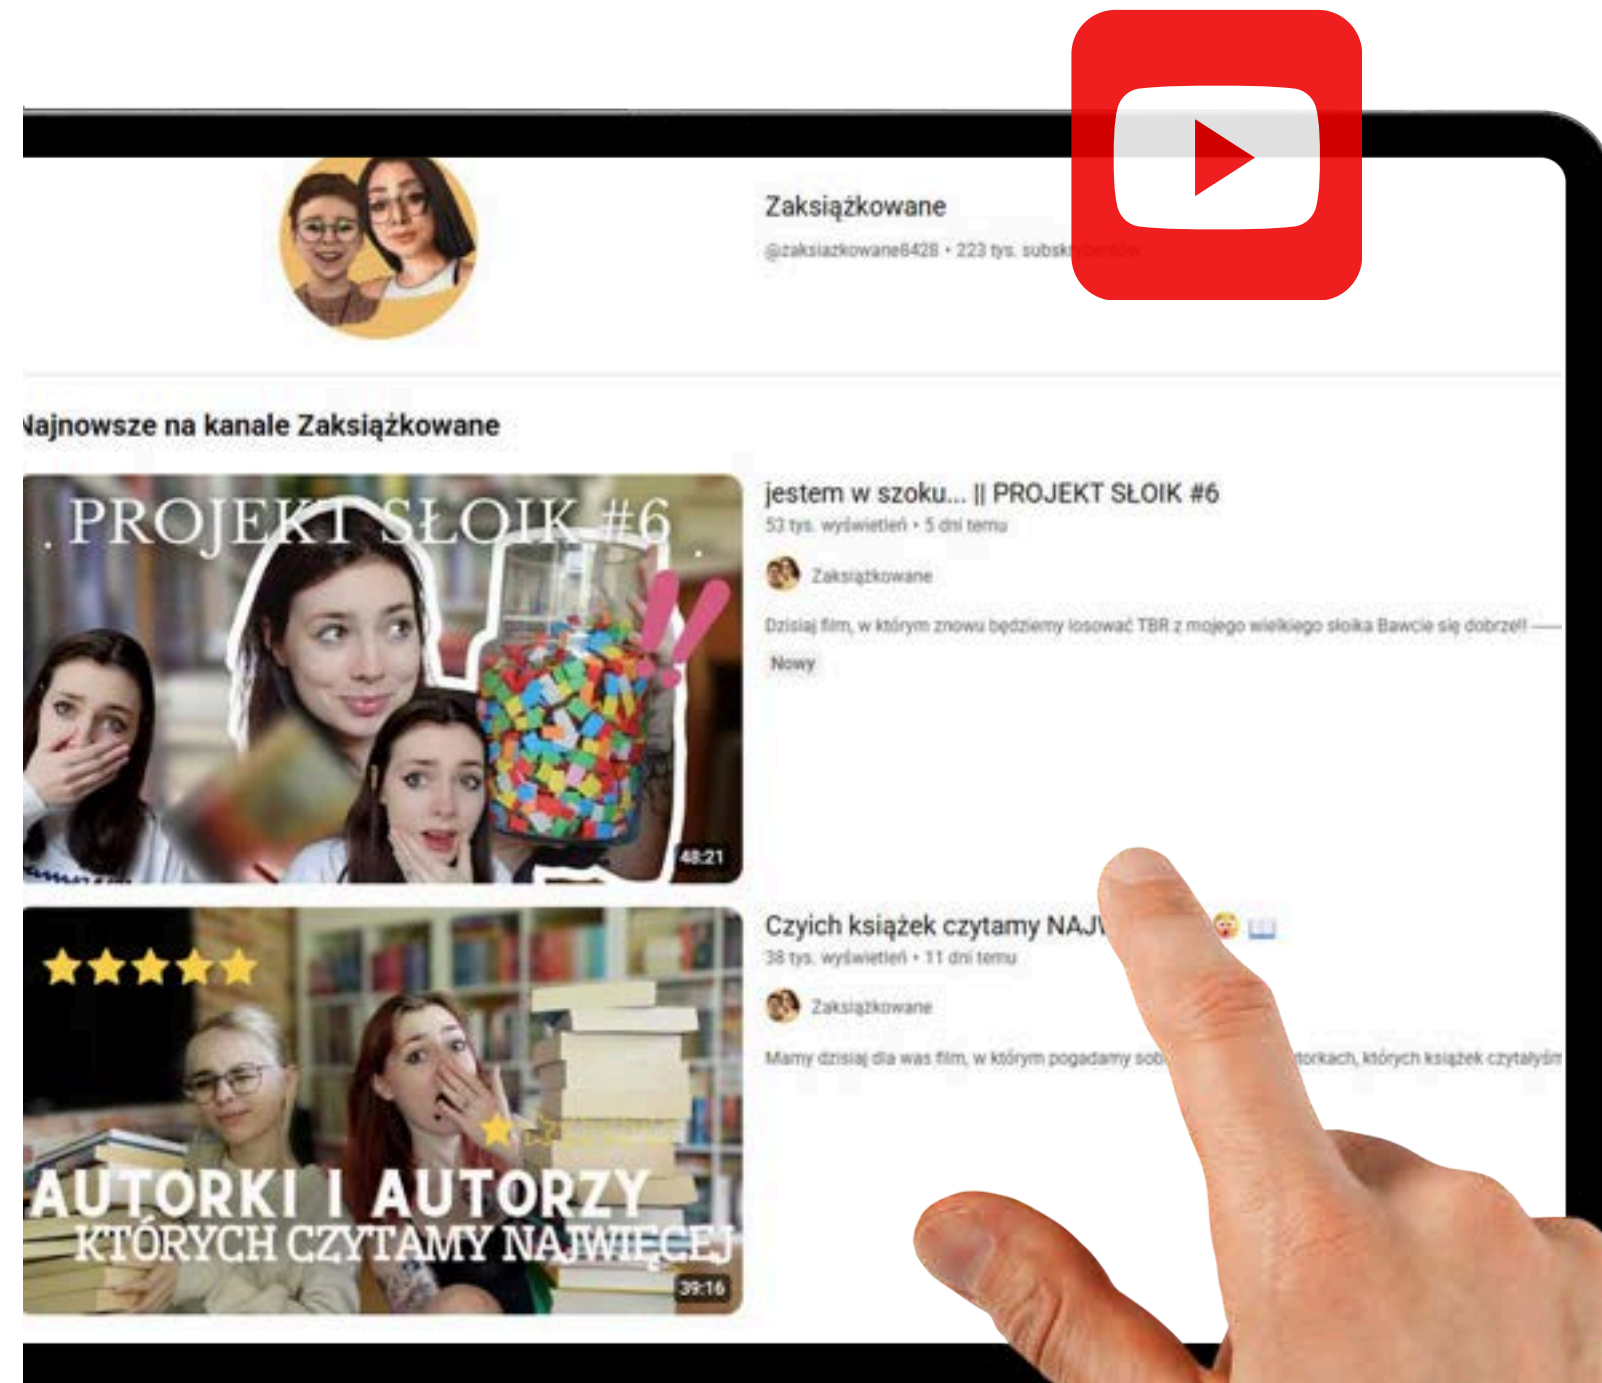 Zaksiążkowane
@zaksiazkowane8428 • 223 tys. subskrybentów
Najnowsze na kanale Zaksiążkowane
PROJEKT SŁOIK #6
48:21
jestem w szoku... || PROJEKT SŁOIK #6
53 tys. wyświetleń • 5 dni temu
Zaksiążkowane
Dzisiaj film, w którym znowu będziemy losować TBR z mojego wielkiego słoika Bawcie się dobrze!! ——
Nowy
AUTORKI I AUTORZY
KTÓRYCH CZYTAMY NAJWIĘCEJ
39:16
Czyich książek czytamy
38 tys. wyświetleń • 11 dni temu
Zaksiążkowane
Mamy dzisiaj dla was film, w którym pogadamy sob torkach, których książek czytałyśm